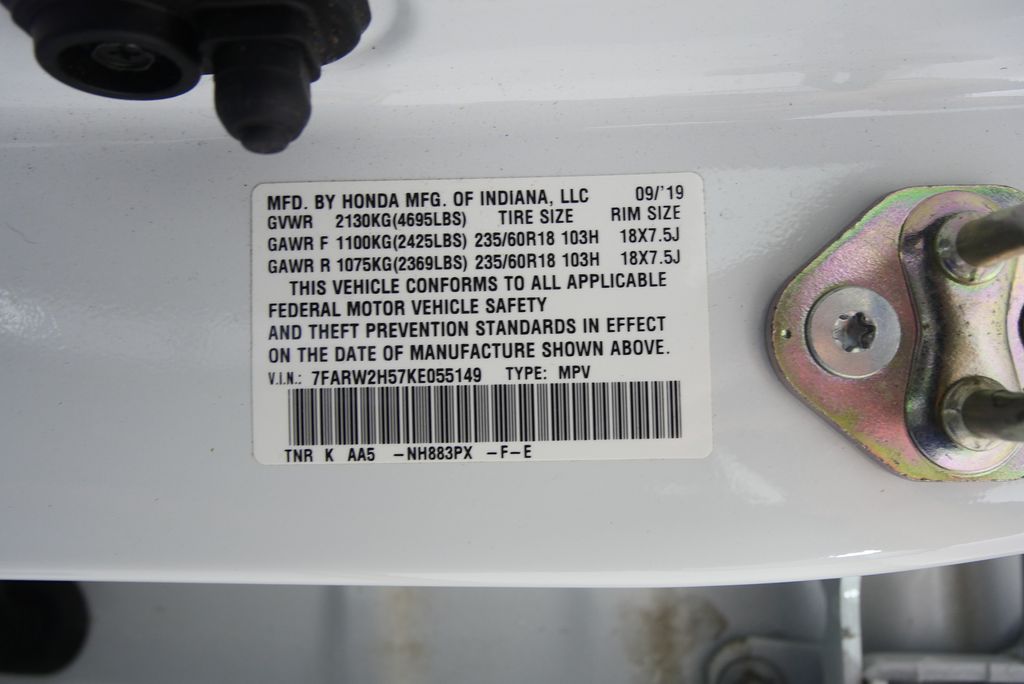 MFD. BY HONDA MFG. OF INDIANA, LLC 09/'19
GVWR 2130KG(4695LBS) TIRE SIZE RIM SIZE
GAWR F 1100KG(2425LBS) 235/60R18 103H 18X7.5J
GAWR R 1075KG(2369LBS) 235/60R18 103H 18X7.5J
THIS VEHICLE CONFORMS TO ALL APPLICABLE
FEDERAL MOTOR VEHICLE SAFETY
AND THEFT PREVENTION STANDARDS IN EFFECT
ON THE DATE OF MANUFACTURE SHOWN ABOVE.
V.I.N.: 7FARW2H57KE055149 TYPE: MPV
TNR K AA5 -NH883PX -F-E